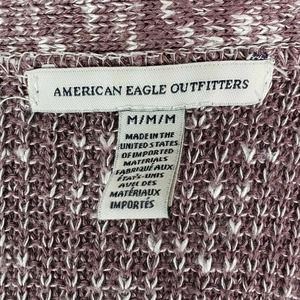 AMERICAN EAGLE OUTFITTERS
M/M/M
MADE IN THE
UNITED STATES
OF IMPORTED
MATERIALS
FABRIQUÉ AUX
ÉTATS-UNIS
AVEC DES
MATÉRIAUX
IMPORTÉS